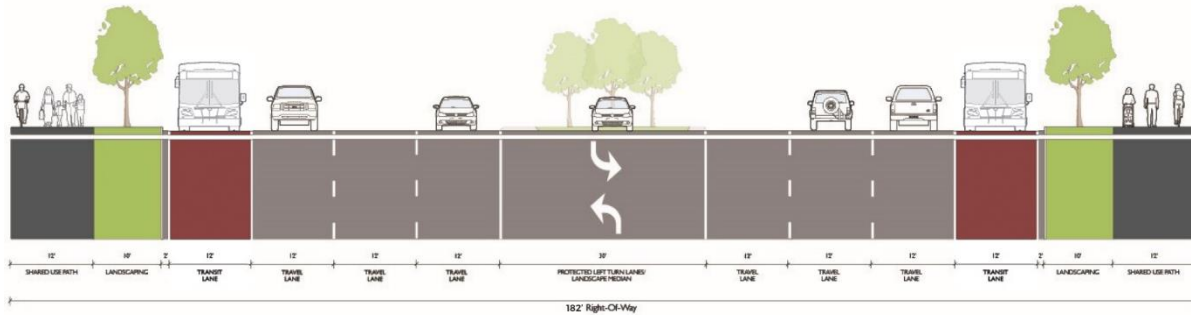 12' 10' 2' 12' 12' 12' 12' 30' 12' 12' 12' 12' 2' 10' 12'
SHARED USE PATH LANDSCAPING TRANSIT TRAVEL TRAVEL TRAVEL PROTECTED LEFT TURN LANES/ TRAVEL TRAVEL TRAVEL TRANSIT LANDSCAPING SHARED USE PATH
LANE LANE LANE LANE LANDSCAPE MEDIAN LANE LANE LANE LANE
182' Right-Of-Way